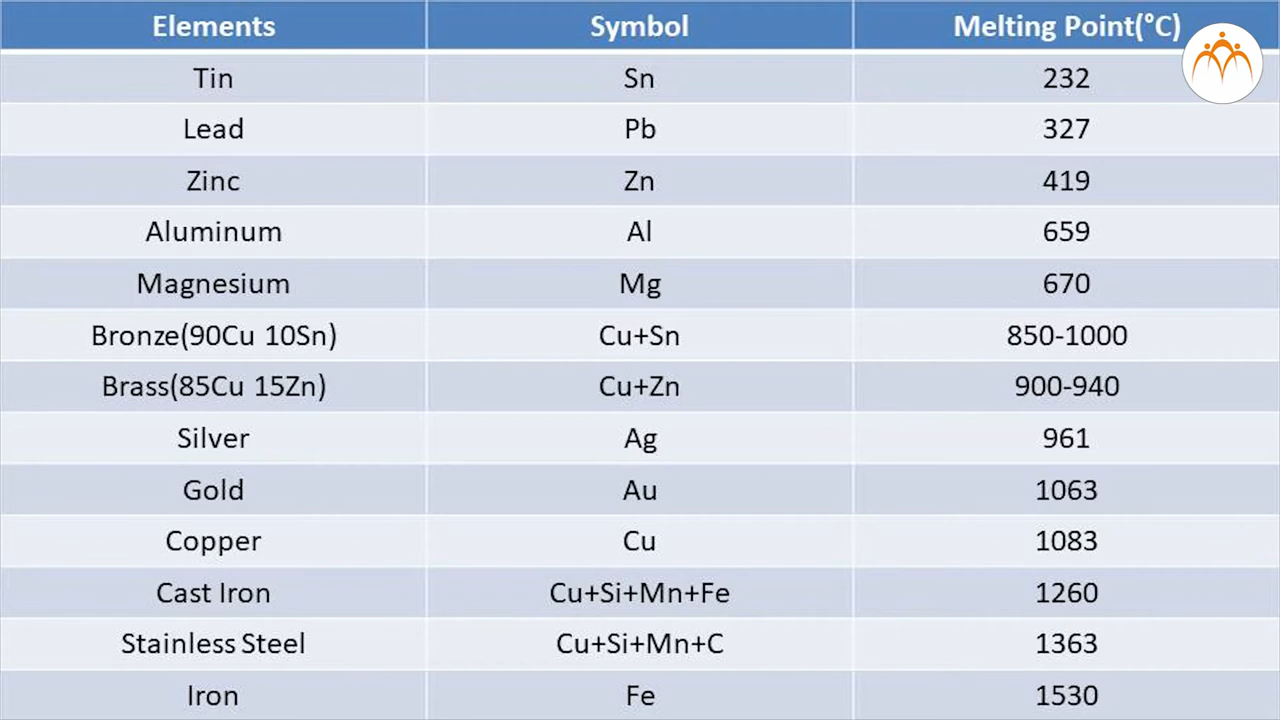 Elements Symbol Melting Point(°C)
Tin Sn 232
Lead Pb 327
Zinc Zn 419
Aluminum Al 659
Magnesium Mg 670
Bronze(90Cu 10Sn) Cu+Sn 850-1000
Brass(85Cu 15Zn) Cu+Zn 900-940
Silver Ag 961
Gold Au 1063
Copper Cu 1083
Cast Iron Cu+Si+Mn+Fe 1260
Stainless Steel Cu+Si+Mn+C 1363
Iron Fe 1530